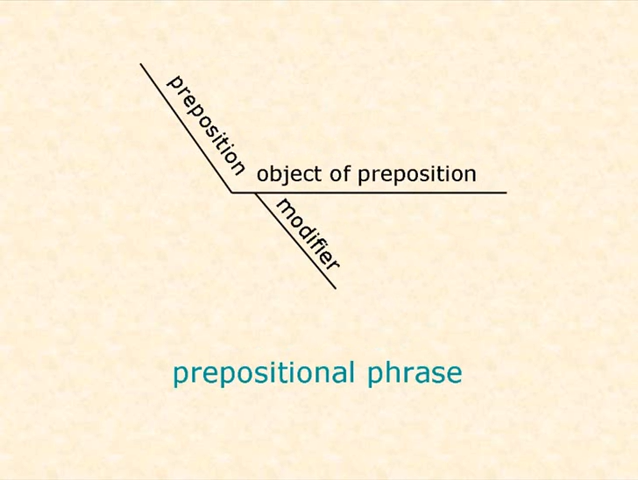 preposition
object of preposition
modifier
prepositional phrase